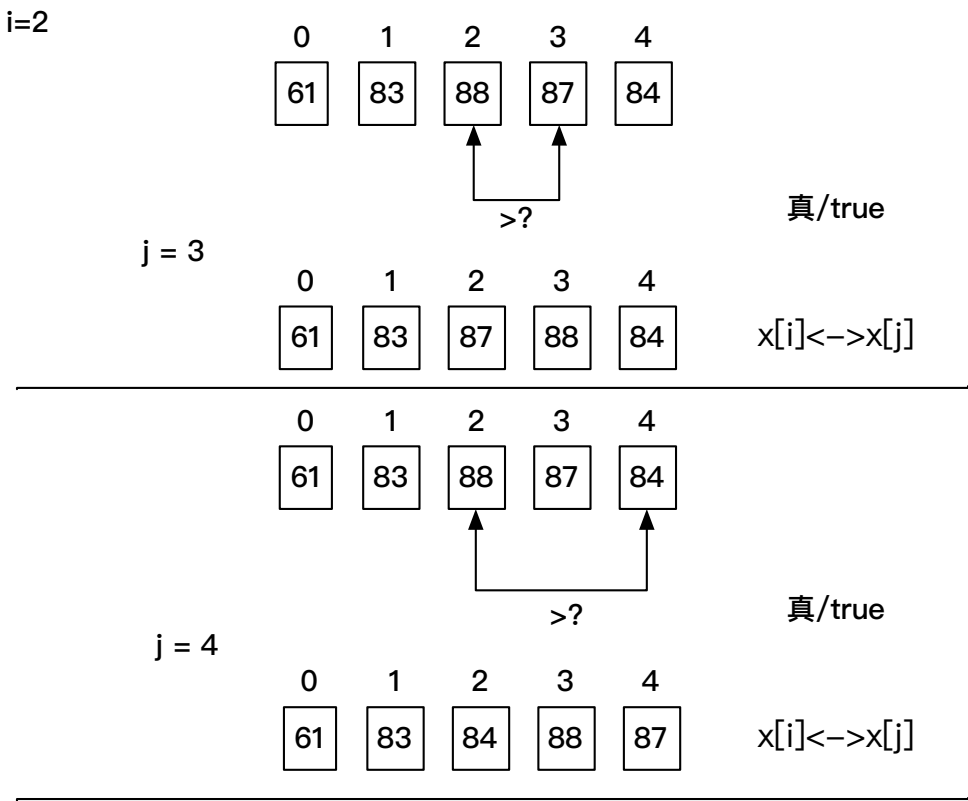 i=2
0 1 2 3 4
61 83 88 87 84
>?
真/true
j = 3
0 1 2 3 4
61 83 87 88 84
x[i]<->x[j]
0 1 2 3 4
61 83 88 87 84
>?
真/true
j = 4
0 1 2 3 4
61 83 84 88 87
x[i]<->x[j]